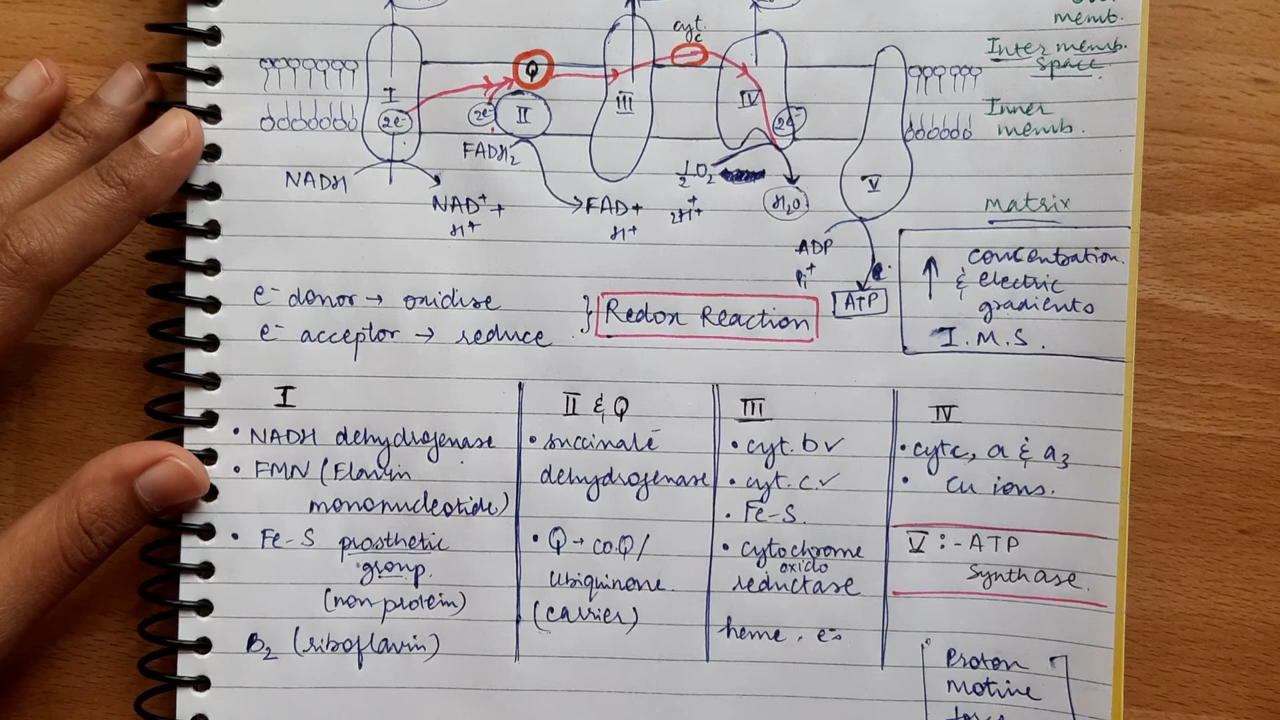 memb.
cyt.
c
Inter memb.
space.
Q
I
II
III
IV
2e-
2e-
2e-
Inner
memb.
FADH2
NADH
1/2 O2
V
NAD+ +
H+
FAD+
H+
+
2H+
H2O
matrix
ADP
+
Pi
ATP
↑ concentration
& electric
gradients
I.M.S.
e- donor → oxidise
e- acceptor → reduce
} Redox Reaction
I
• NADH dehydrogenase
• FMN (Flavin
mononucleotide)
• Fe-S prosthetic
group.
(non-protein)
B2 (riboflavin)
II & Q
• succinate
dehydrogenase
• Q → co.Q/
ubiquinone.
(carrier)
III
• cyt. b ✓
• cyt. c. ✓
• Fe-S.
• cytochrome
oxido
reductase
heme, e-s
IV
• cyt c, a & a3
• Cu ions.
V :- ATP
Synthase.
Proton
motive